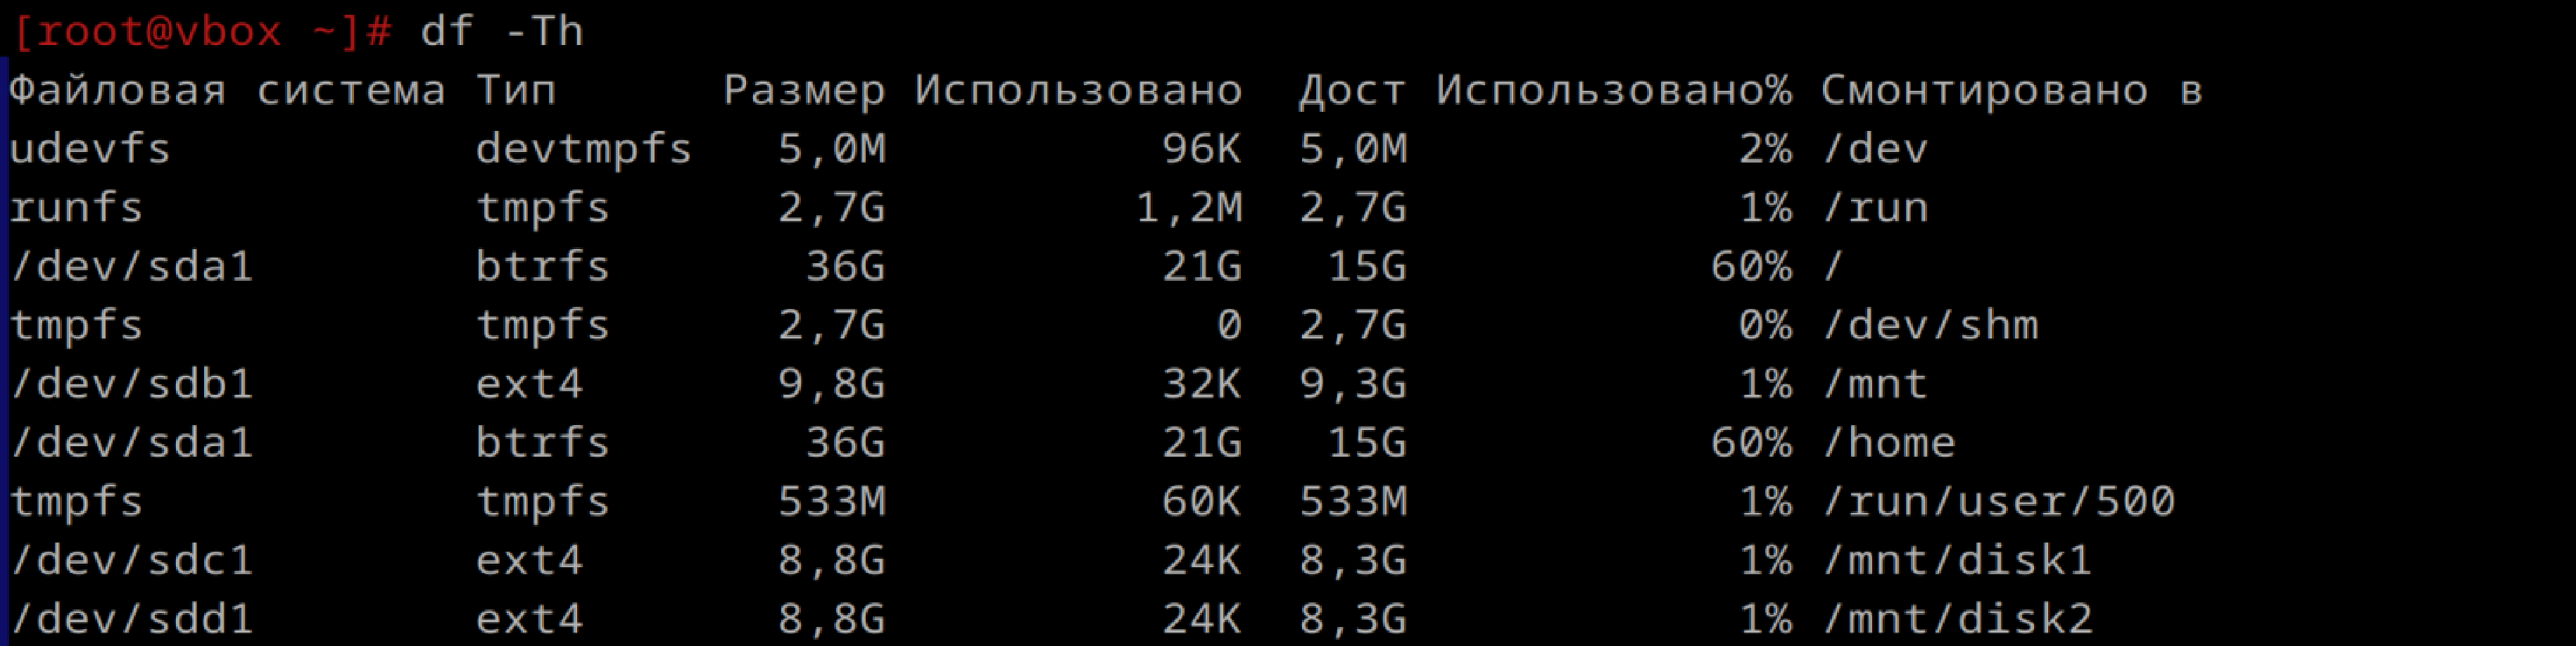 [root@vbox ~]# df -Th
Файловая система Тип      Размер Использовано  Дост Использовано% Смонтировано в
udevfs           devtmpfs   5,0M          96K  5,0M            2% /dev
runfs            tmpfs      2,7G         1,2M  2,7G            1% /run
/dev/sda1        btrfs       36G          21G   15G           60% /
tmpfs            tmpfs      2,7G            0  2,7G            0% /dev/shm
/dev/sdb1        ext4       9,8G          32K  9,3G            1% /mnt
/dev/sda1        btrfs       36G          21G   15G           60% /home
tmpfs            tmpfs      533M          60K  533M            1% /run/user/500
/dev/sdc1        ext4       8,8G          24K  8,3G            1% /mnt/disk1
/dev/sdd1        ext4       8,8G          24K  8,3G            1% /mnt/disk2